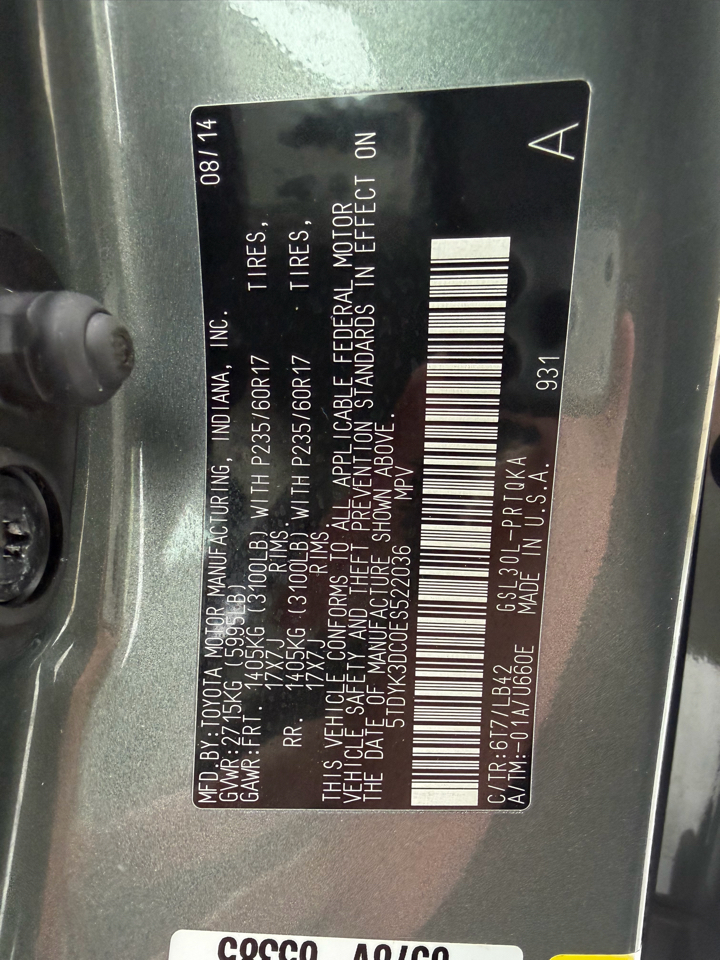 MFD.BY:TOYOTA MOTOR MANUFACTURING, INDIANA, INC. 08/14
GVWR:2715KG (5995LB)
GAWR:FRT. 1405KG (3100LB) WITH P235/60R17 TIRES,
17X7J RIMS.
RR. 1405KG (3100LB) WITH P235/60R17 TIRES,
17X7J RIMS.
THIS VEHICLE CONFORMS TO ALL APPLICABLE FEDERAL MOTOR
VEHICLE SAFETY AND THEFT PREVENTION STANDARDS IN EFFECT ON
THE DATE OF MANUFACTURE SHOWN ABOVE.
5TDYK3DC0ES522036 MPV
C/TR:6T7/LB42 GSL30L-PRTQKA
A/TM:-01A/U660E MADE IN U.S.A. 931 A